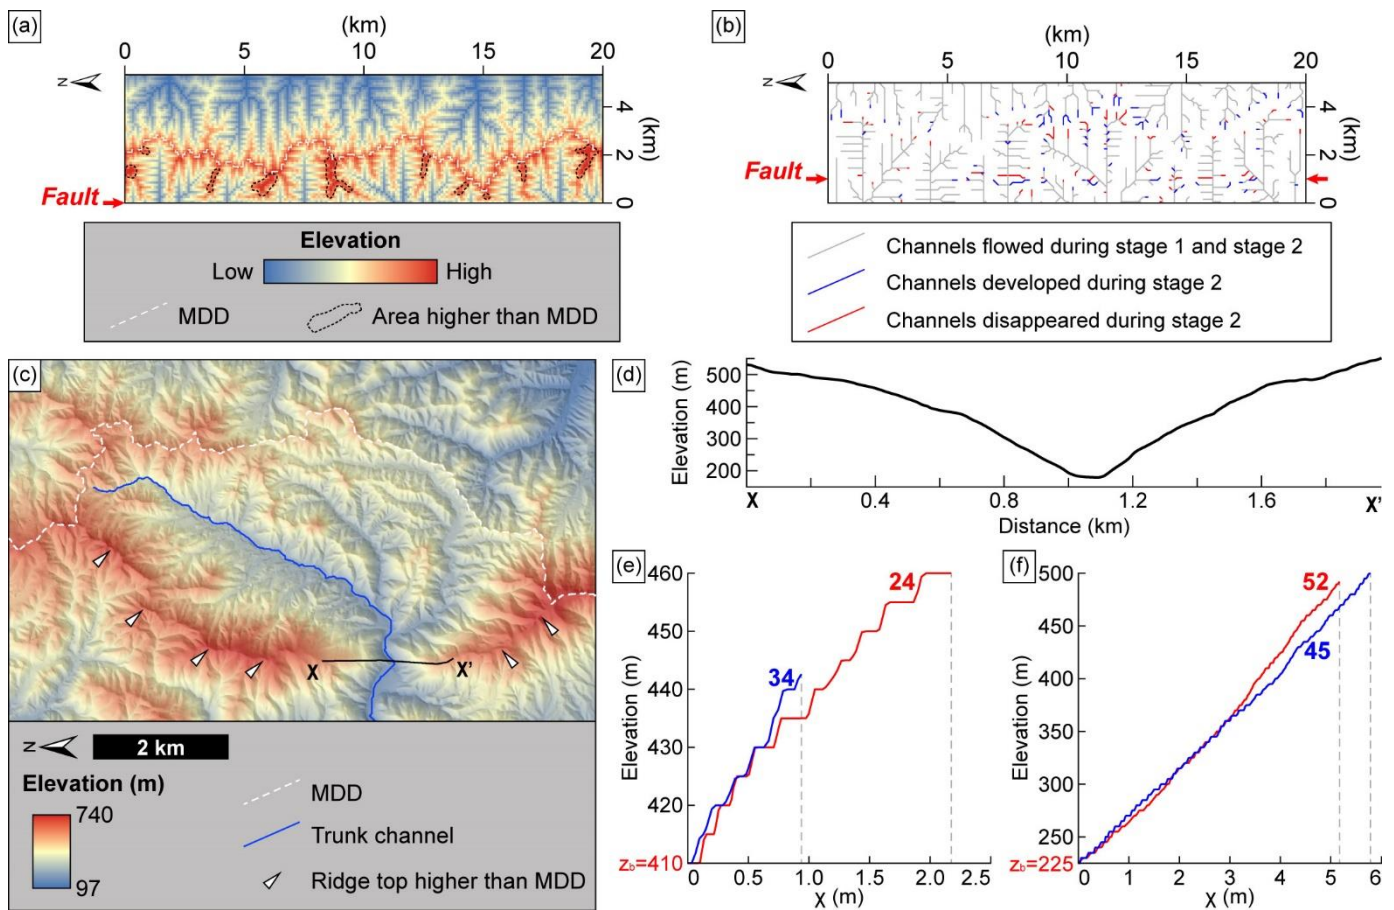 (a)
(km)
0 5 10 15 20
N
4
2
0
(km)
Fault
Elevation
Low High
MDD
Area higher than MDD
(b)
(km)
0 5 10 15 20
N
4
2
0
(km)
Fault
Channels flowed during stage 1 and stage 2
Channels developed during stage 2
Channels disappeared during stage 2
(c)
X X'
N
2 km
Elevation (m)
740
97
MDD
Trunk channel
Ridge top higher than MDD
(d)
Elevation (m)
500
400
300
200
X 0.4 0.8 1.2 1.6 X'
Distance (km)
(e)
Elevation (m)
460
450
440
430
420
z_b=410
24
34
0 0.5 1.0 1.5 2.0 2.5
χ (m)
(f)
Elevation (m)
500
450
400
350
300
250
z_b=225
52
45
0 1 2 3 4 5 6
χ (m)